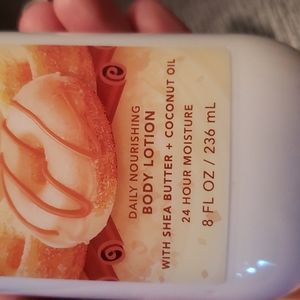 DAILY NOURISHING
BODY LOTION
WITH SHEA BUTTER + COCONUT OIL
24 HOUR MOISTURE
8 FL OZ / 236 mL